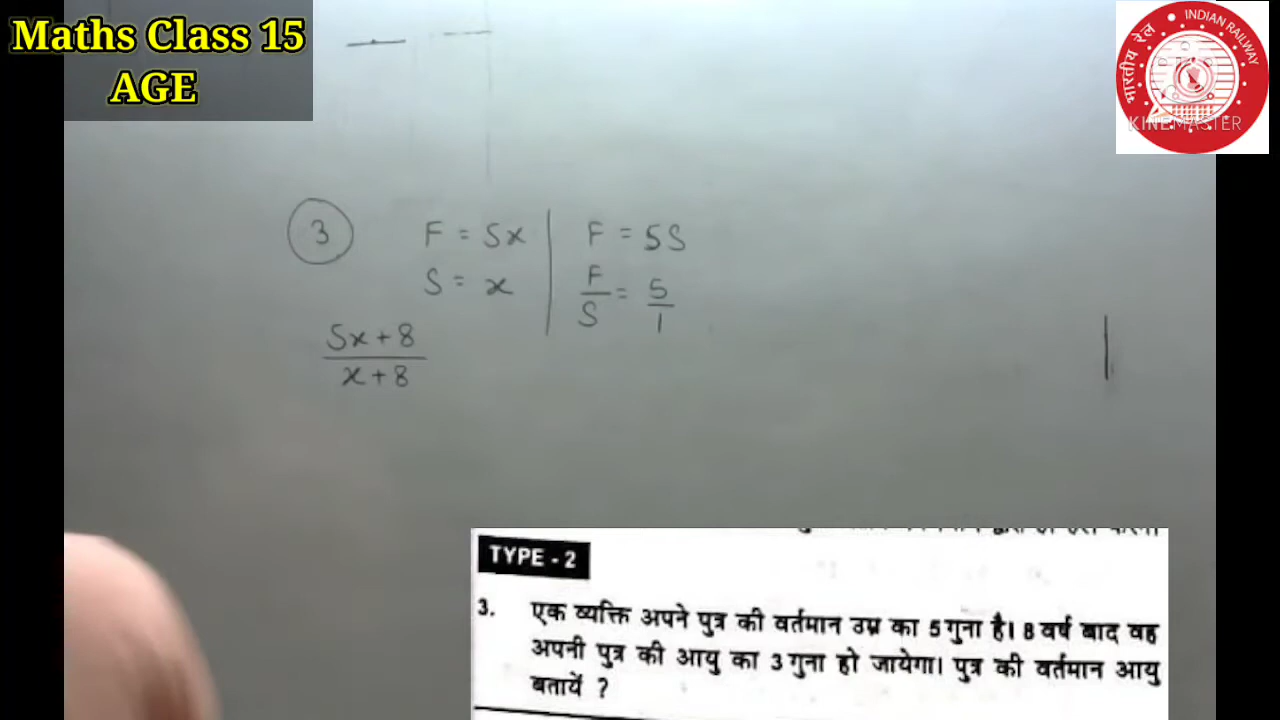 Maths Class 15
AGE
भारतीय रेल • INDIAN RAILWAY
KINEMASTER
3
F = 5x
S = x
F = 5S
F/S = 5/1
5x+8
x+8
TYPE - 2
3. एक व्यक्ति अपने पुत्र की वर्तमान उम्र का 5 गुना है। 8 वर्ष बाद वह
अपनी पुत्र की आयु का 3 गुना हो जायेगा। पुत्र की वर्तमान आयु
बतायें ?